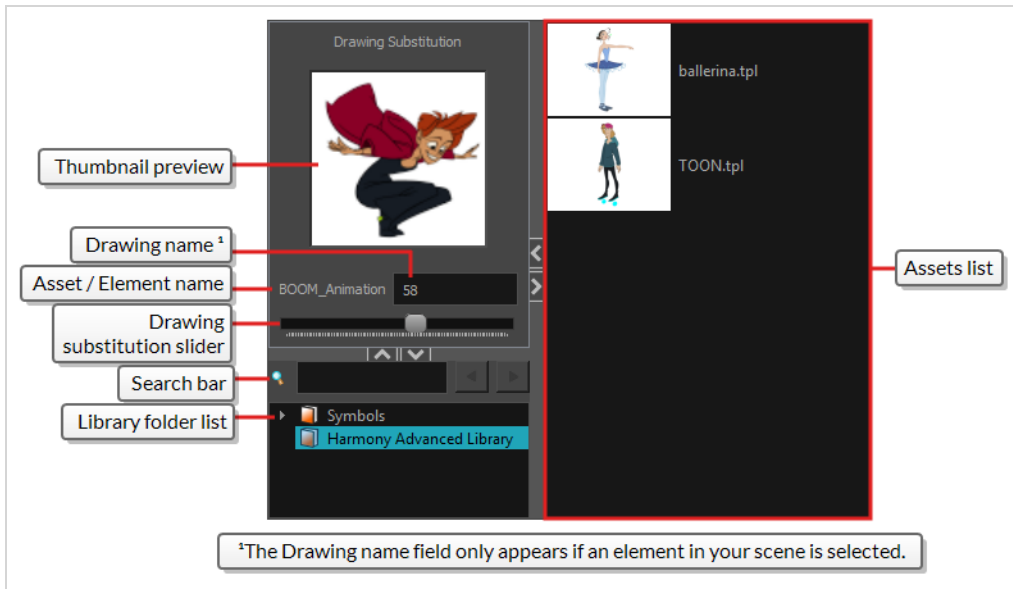 Drawing Substitution
ballerina.tpl
TOON.tpl
Thumbnail preview
Drawing name ¹
Asset / Element name
BOOM_Animation
58
Assets list
Drawing
substitution slider
Search bar
Library folder list
Symbols
Harmony Advanced Library
¹The Drawing name field only appears if an element in your scene is selected.